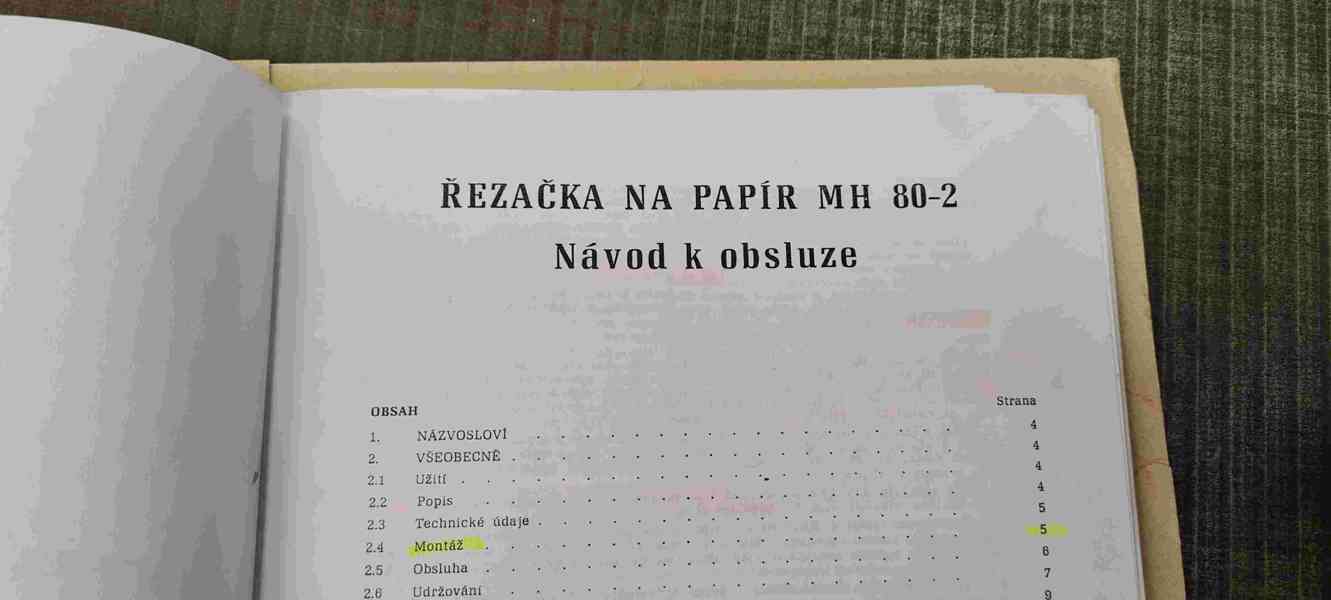 ŘEZAČKA NA PAPÍR MH 80-2
Návod k obsluze
OBSAH Strana
1. NÁZVOSLOVÍ . . . . . . . . . . . . . . . . . . 4
2. VŠEOBECNĚ . . . . . . . . . . . . . . . . . . . 4
2.1 Užití . . . . . . . . . . . . . . . . . . . . . 4
2.2 Popis . . . . . . . . . . . . . . . . . . . . 4
2.3 Technické údaje . . . . . . . . . . . . . . . . . . 5
2.4 Montáž . . . . . . . . . . . . . . . . . . . . 5
2.5 Obsluha . . . . . . . . . . . . . . . . . . . . 6
2.6 Udržování . . . . . . . . . . . . . . . . . . . 7
9